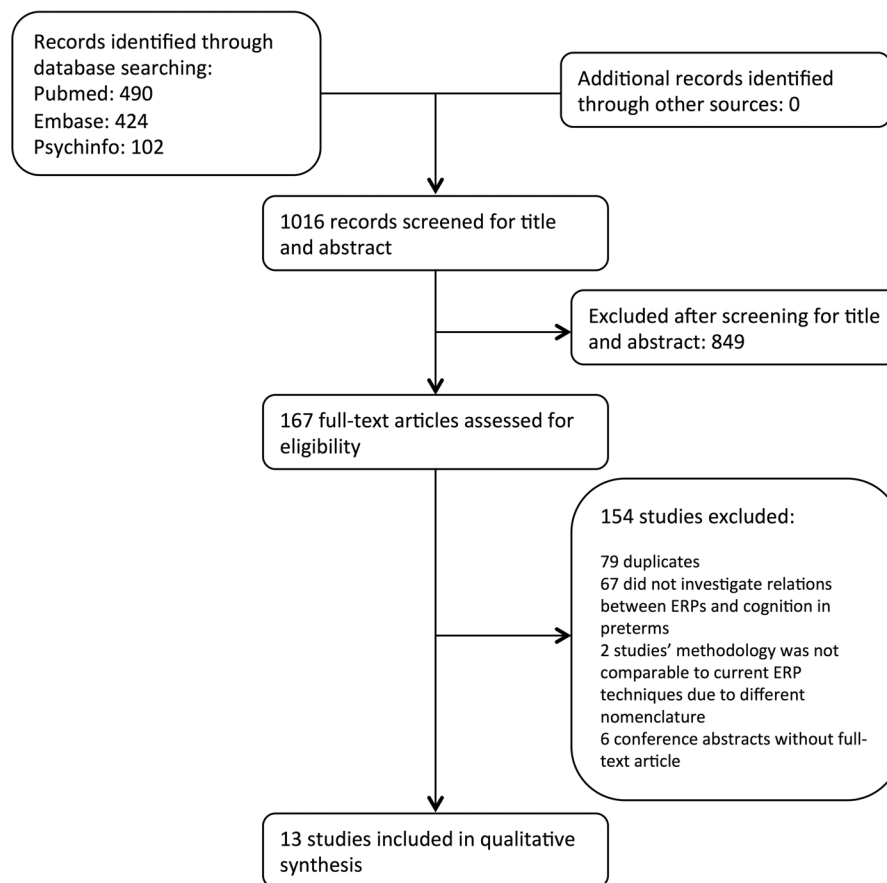 Records identified through
database searching:
Pubmed: 490
Embase: 424
Psychinfo: 102
Additional records identified
through other sources: 0
1016 records screened for title
and abstract
Excluded after screening for title
and abstract: 849
167 full-text articles assessed for
eligibility
154 studies excluded:
79 duplicates
67 did not investigate relations
between ERPs and cognition in
preterms
2 studies’ methodology was not
comparable to current ERP
techniques due to different
nomenclature
6 conference abstracts without full-
text article
13 studies included in qualitative
synthesis